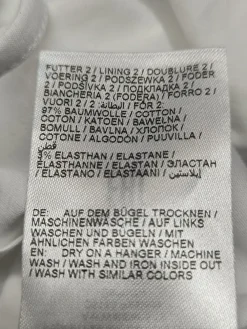 FUTTER 2 / LINING 2 / DOUBLURE 2 /
VOERING 2 / PODSZEWKA 2 / FODER
2 / PODŠIVKA 2 / ПОДКЛАДКА 2 /
BIANCHERIA 2 (FODERA) / FORRO 2 /
VUORI 2 / 2 البطانة: / FÓR 2:
97% BAUMWOLLE / COTTON /
COTON / KATOEN / BAWEŁNA /
BOMULL / BAVLNA / ХЛОПОК /
COTONE / ALGODÓN / PUUVILLA /
قطن
3% ELASTHAN / ELASTANE /
ELASTHANNE / ELASTAN / ЭЛАСТАН
/ ELASTANO / ELASTAANI / إيلاستين /
DE: AUF DEM BÜGEL TROCKNEN /
MASCHINENWÄSCHE / AUF LINKS
WASCHEN UND BÜGELN / MIT
ÄHNLICHEN FARBEN WASCHEN
EN: DRY ON A HANGER / MACHINE
WASH / WASH AND IRON INSIDE OUT
/ WASH WITH SIMILAR COLORS